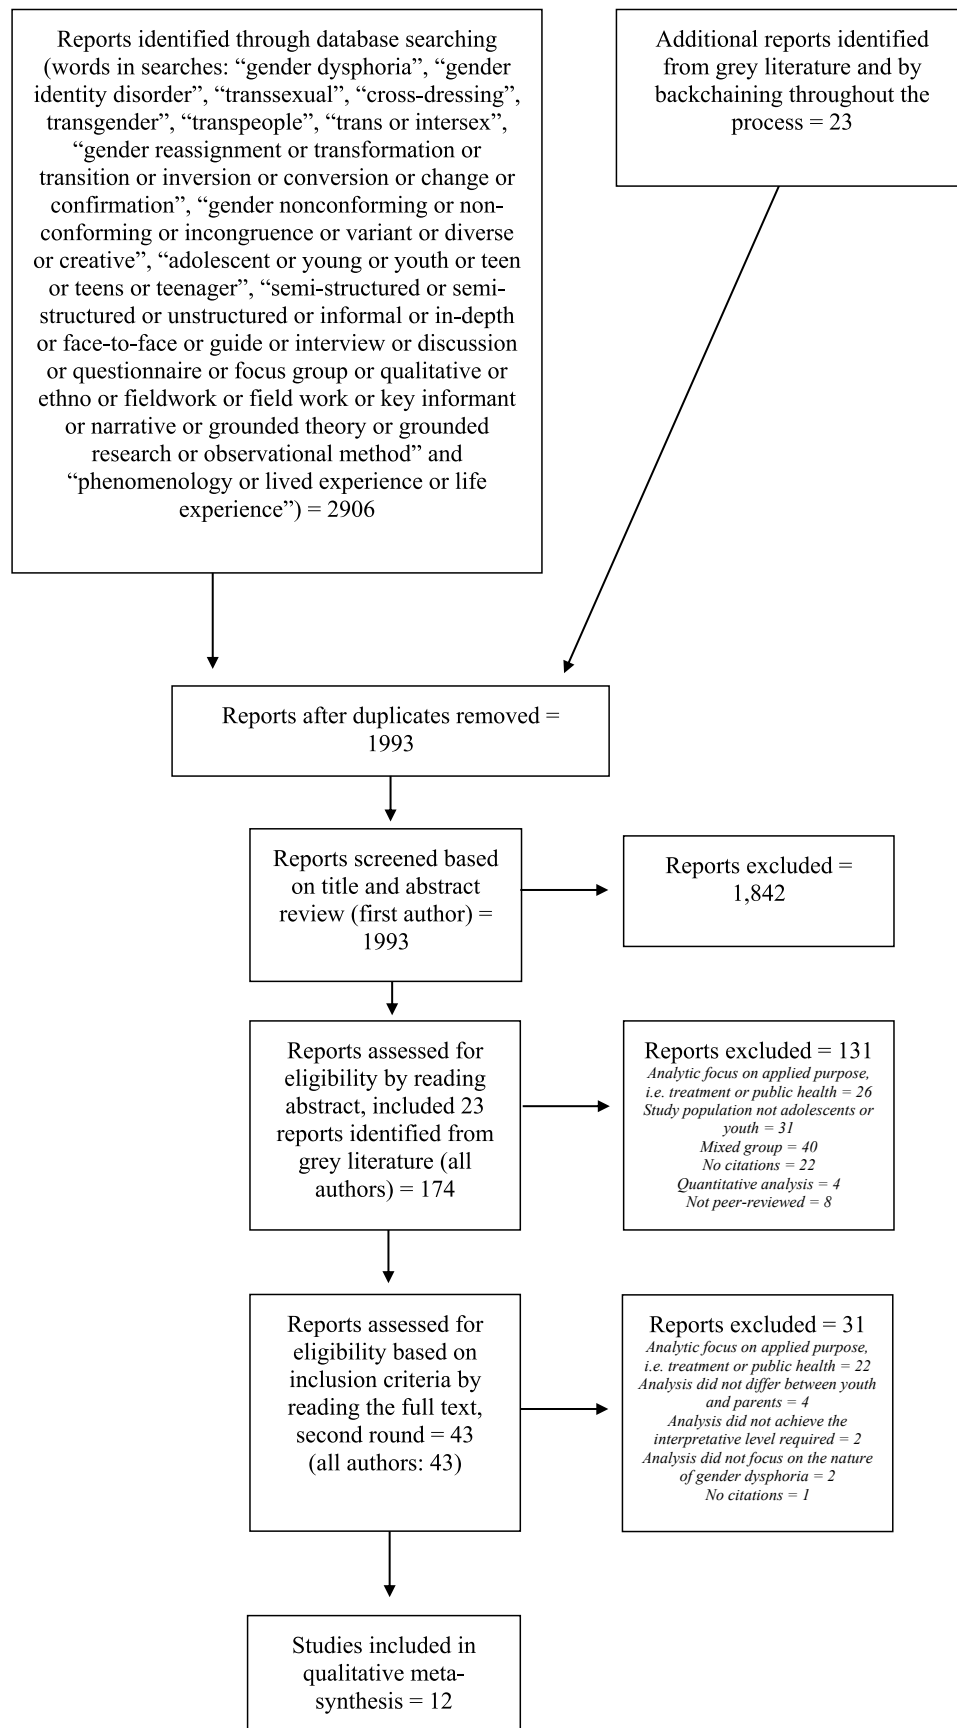 Reports identified through database searching
(words in searches: “gender dysphoria”, “gender
identity disorder”, “transsexual”, “cross-dressing”,
transgender”, “transpeople”, “trans or intersex”,
“gender reassignment or transformation or
transition or inversion or conversion or change or
confirmation”, “gender nonconforming or non-
conforming or incongruence or variant or diverse
or creative”, “adolescent or young or youth or teen
or teens or teenager”, “semi-structured or semi-
structured or unstructured or informal or in-depth
or face-to-face or guide or interview or discussion
or questionnaire or focus group or qualitative or
ethno or fieldwork or field work or key informant
or narrative or grounded theory or grounded
research or observational method” and
“phenomenology or lived experience or life
experience”) = 2906
Additional reports identified
from grey literature and by
backchaining throughout the
process = 23
Reports after duplicates removed =
1993
Reports screened based
on title and abstract
review (first author) =
1993
Reports excluded =
1,842
Reports assessed for
eligibility by reading
abstract, included 23
reports identified from
grey literature (all
authors) = 174
Reports excluded = 131
Analytic focus on applied purpose,
i.e. treatment or public health = 26
Study population not adolescents or
youth = 31
Mixed group = 40
No citations = 22
Quantitative analysis = 4
Not peer-reviewed = 8
Reports assessed for
eligibility based on
inclusion criteria by
reading the full text,
second round = 43
(all authors: 43)
Reports excluded = 31
Analytic focus on applied purpose,
i.e. treatment or public health = 22
Analysis did not differ between youth
and parents = 4
Analysis did not achieve the
interpretative level required = 2
Analysis did not focus on the nature
of gender dysphoria = 2
No citations = 1
Studies included in
qualitative meta-
synthesis = 12